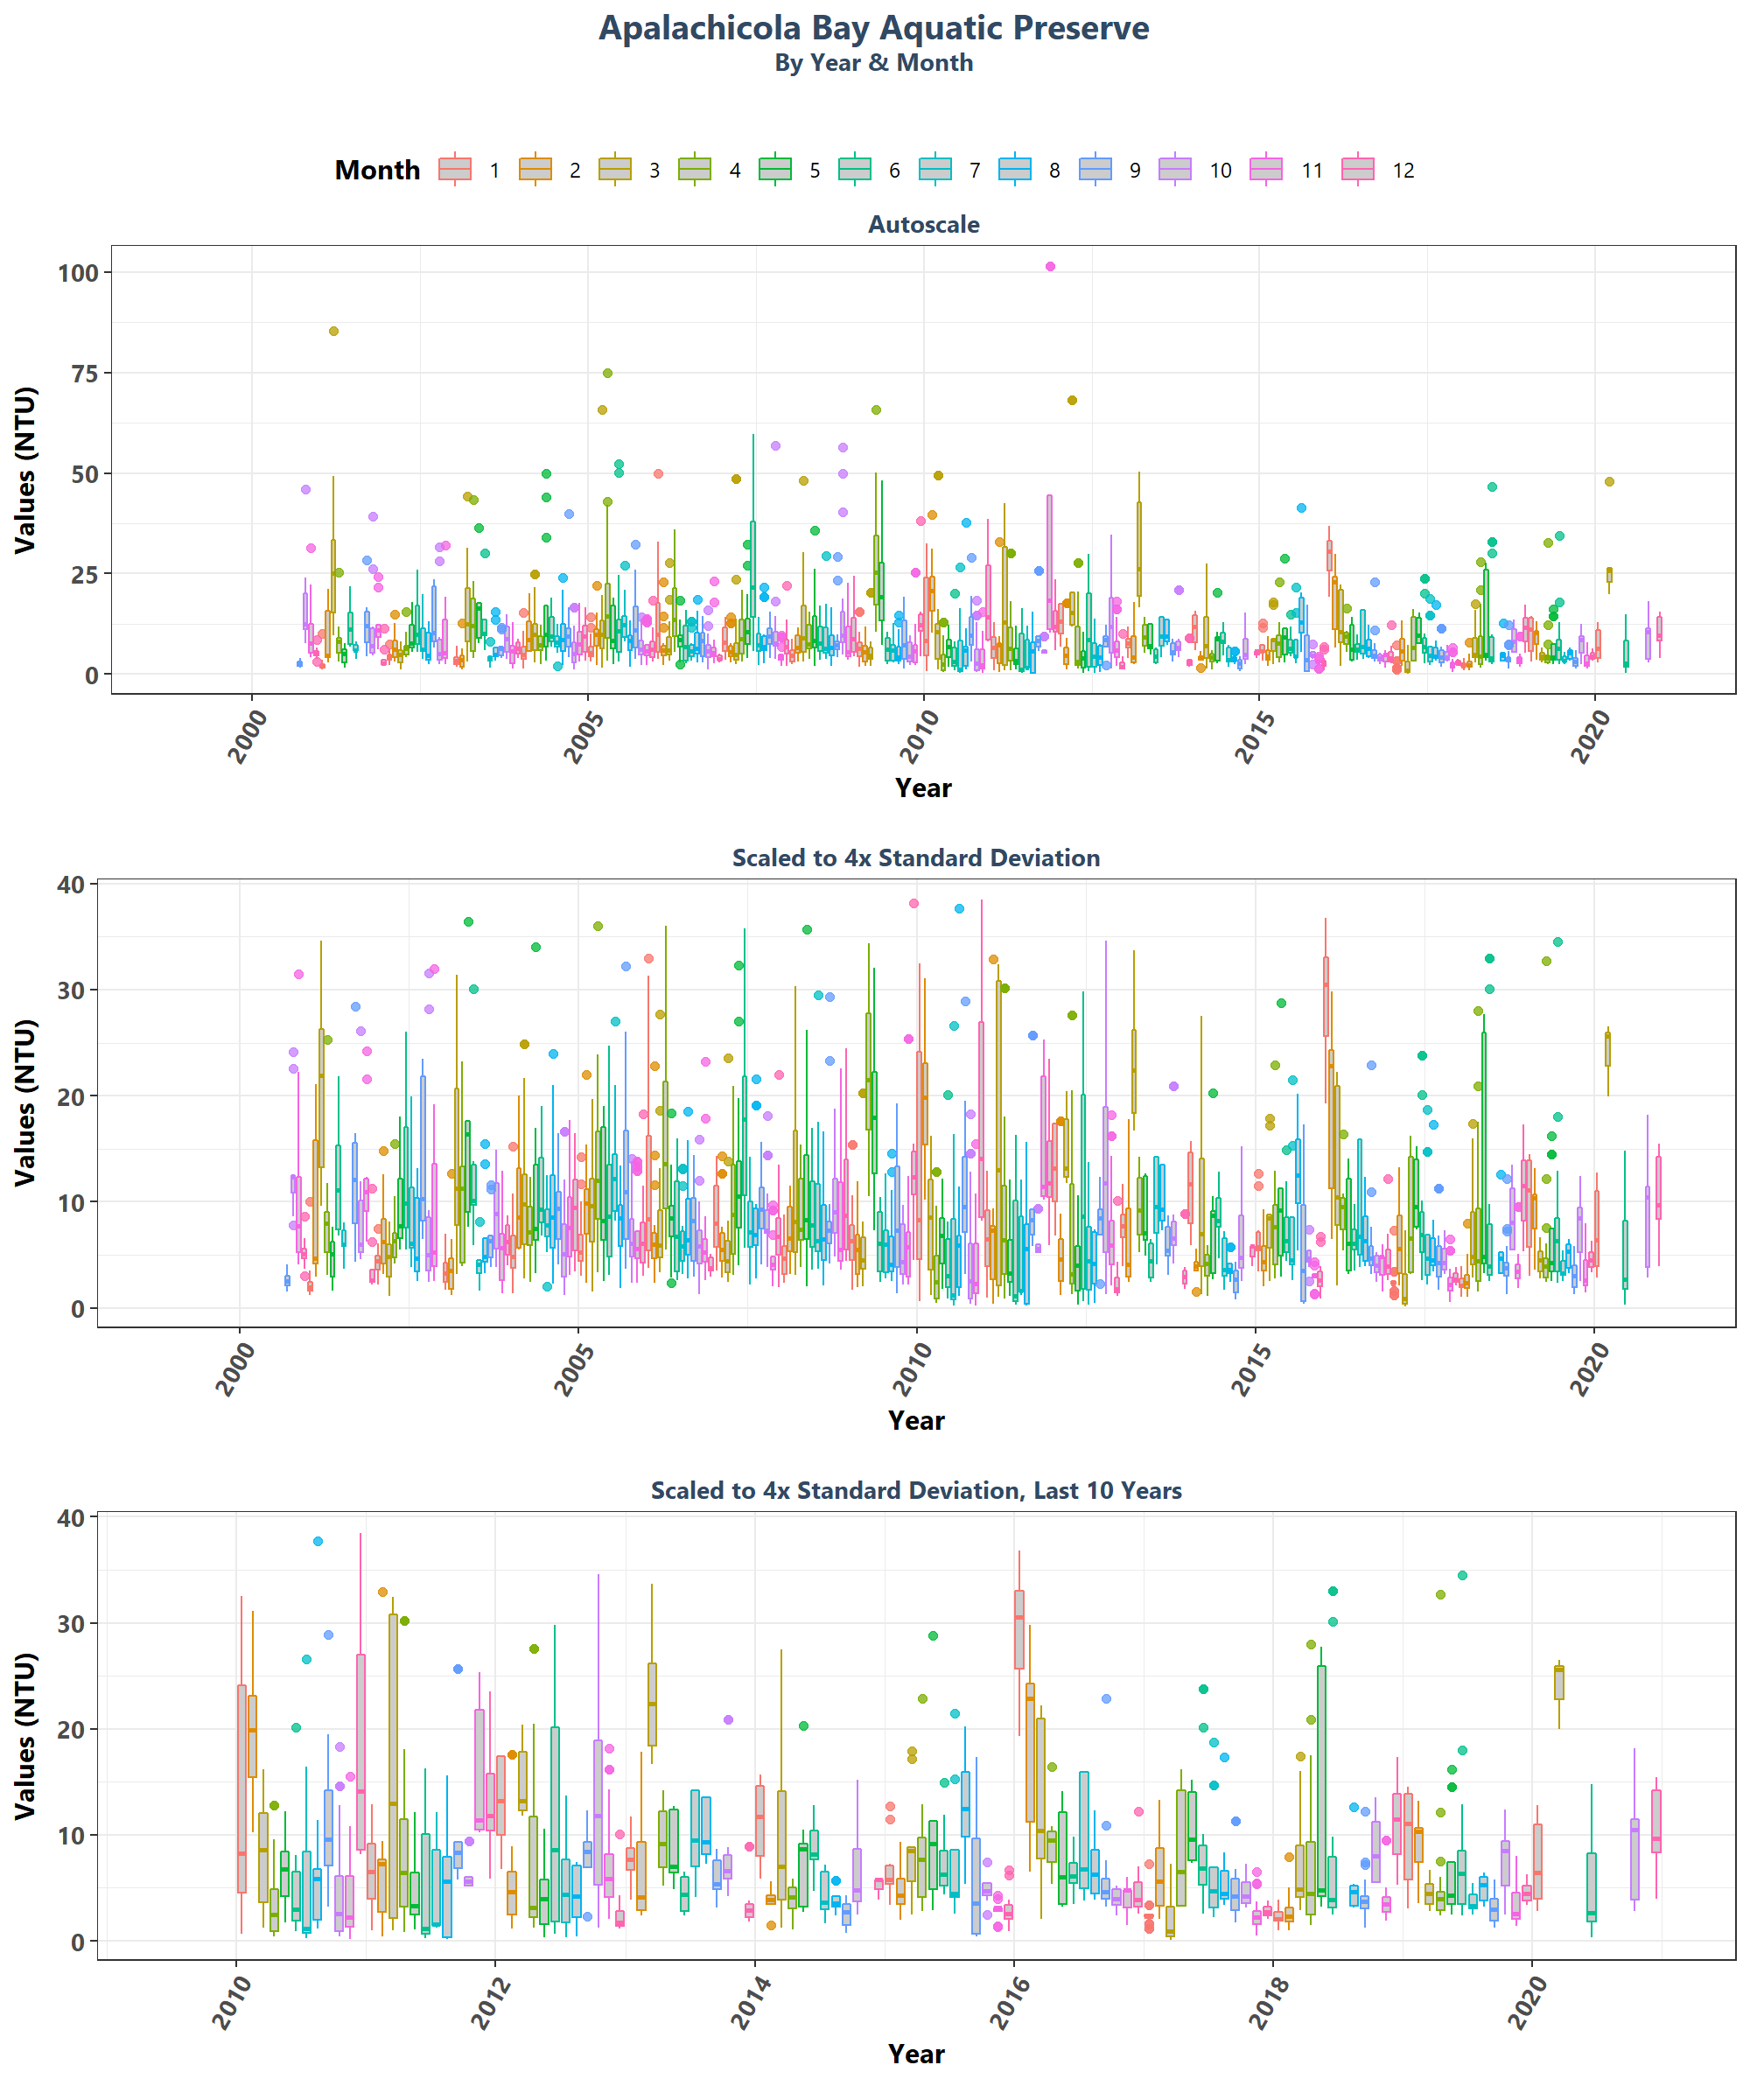 Apalachicola Bay Aquatic Preserve
By Year & Month
Month 1 2 3 4 5 6 7 8 9 10 11 12
Autoscale
Values (NTU)
100
75
50
25
0
2000 2005 2010 2015 2020
Year
Scaled to 4x Standard Deviation
Values (NTU)
40
30
20
10
0
2000 2005 2010 2015 2020
Year
Scaled to 4x Standard Deviation, Last 10 Years
Values (NTU)
40
30
20
10
0
2010 2012 2014 2016 2018 2020
Year